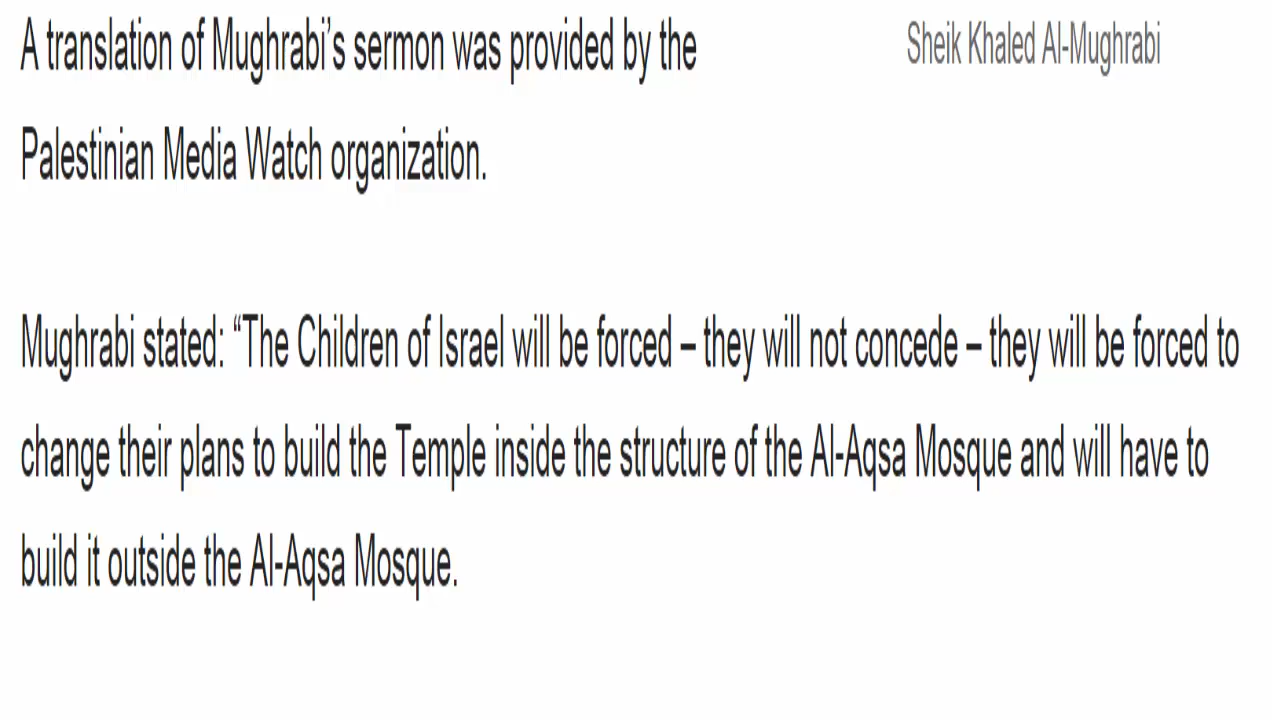 A translation of Mughrabi’s sermon was provided by the
Sheik Khaled Al-Mughrabi
Palestinian Media Watch organization.
Mughrabi stated: “The Children of Israel will be forced – they will not concede – they will be forced to
change their plans to build the Temple inside the structure of the Al-Aqsa Mosque and will have to
build it outside the Al-Aqsa Mosque.